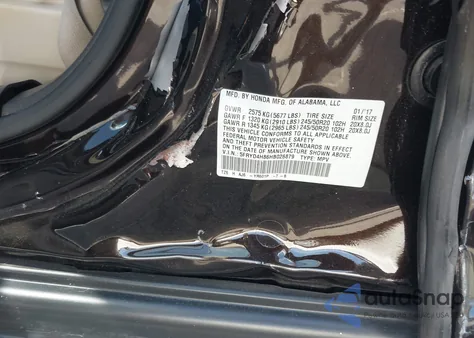 MFD. BY HONDA MFG. OF ALABAMA, LLC 01/17
GVWR 2575 KG (5677 LBS) TIRE SIZE RIM SIZE
GAWR F 1320 KG (2910 LBS) 245/50R20 102H 20X8.0J
GAWR R 1345 KG (2965 LBS) 245/50R20 102H 20X8.0J
THIS VEHICLE CONFORMS TO ALL APPLICABLE
FEDERAL MOTOR VEHICLE SAFETY
AND THEFT PREVENTION STANDARDS IN EFFECT
ON THE DATE OF MANUFACTURE SHOWN ABOVE.
V.I.N. 5FRYD4H88HB026879 TYPE: MPV
autoSnap